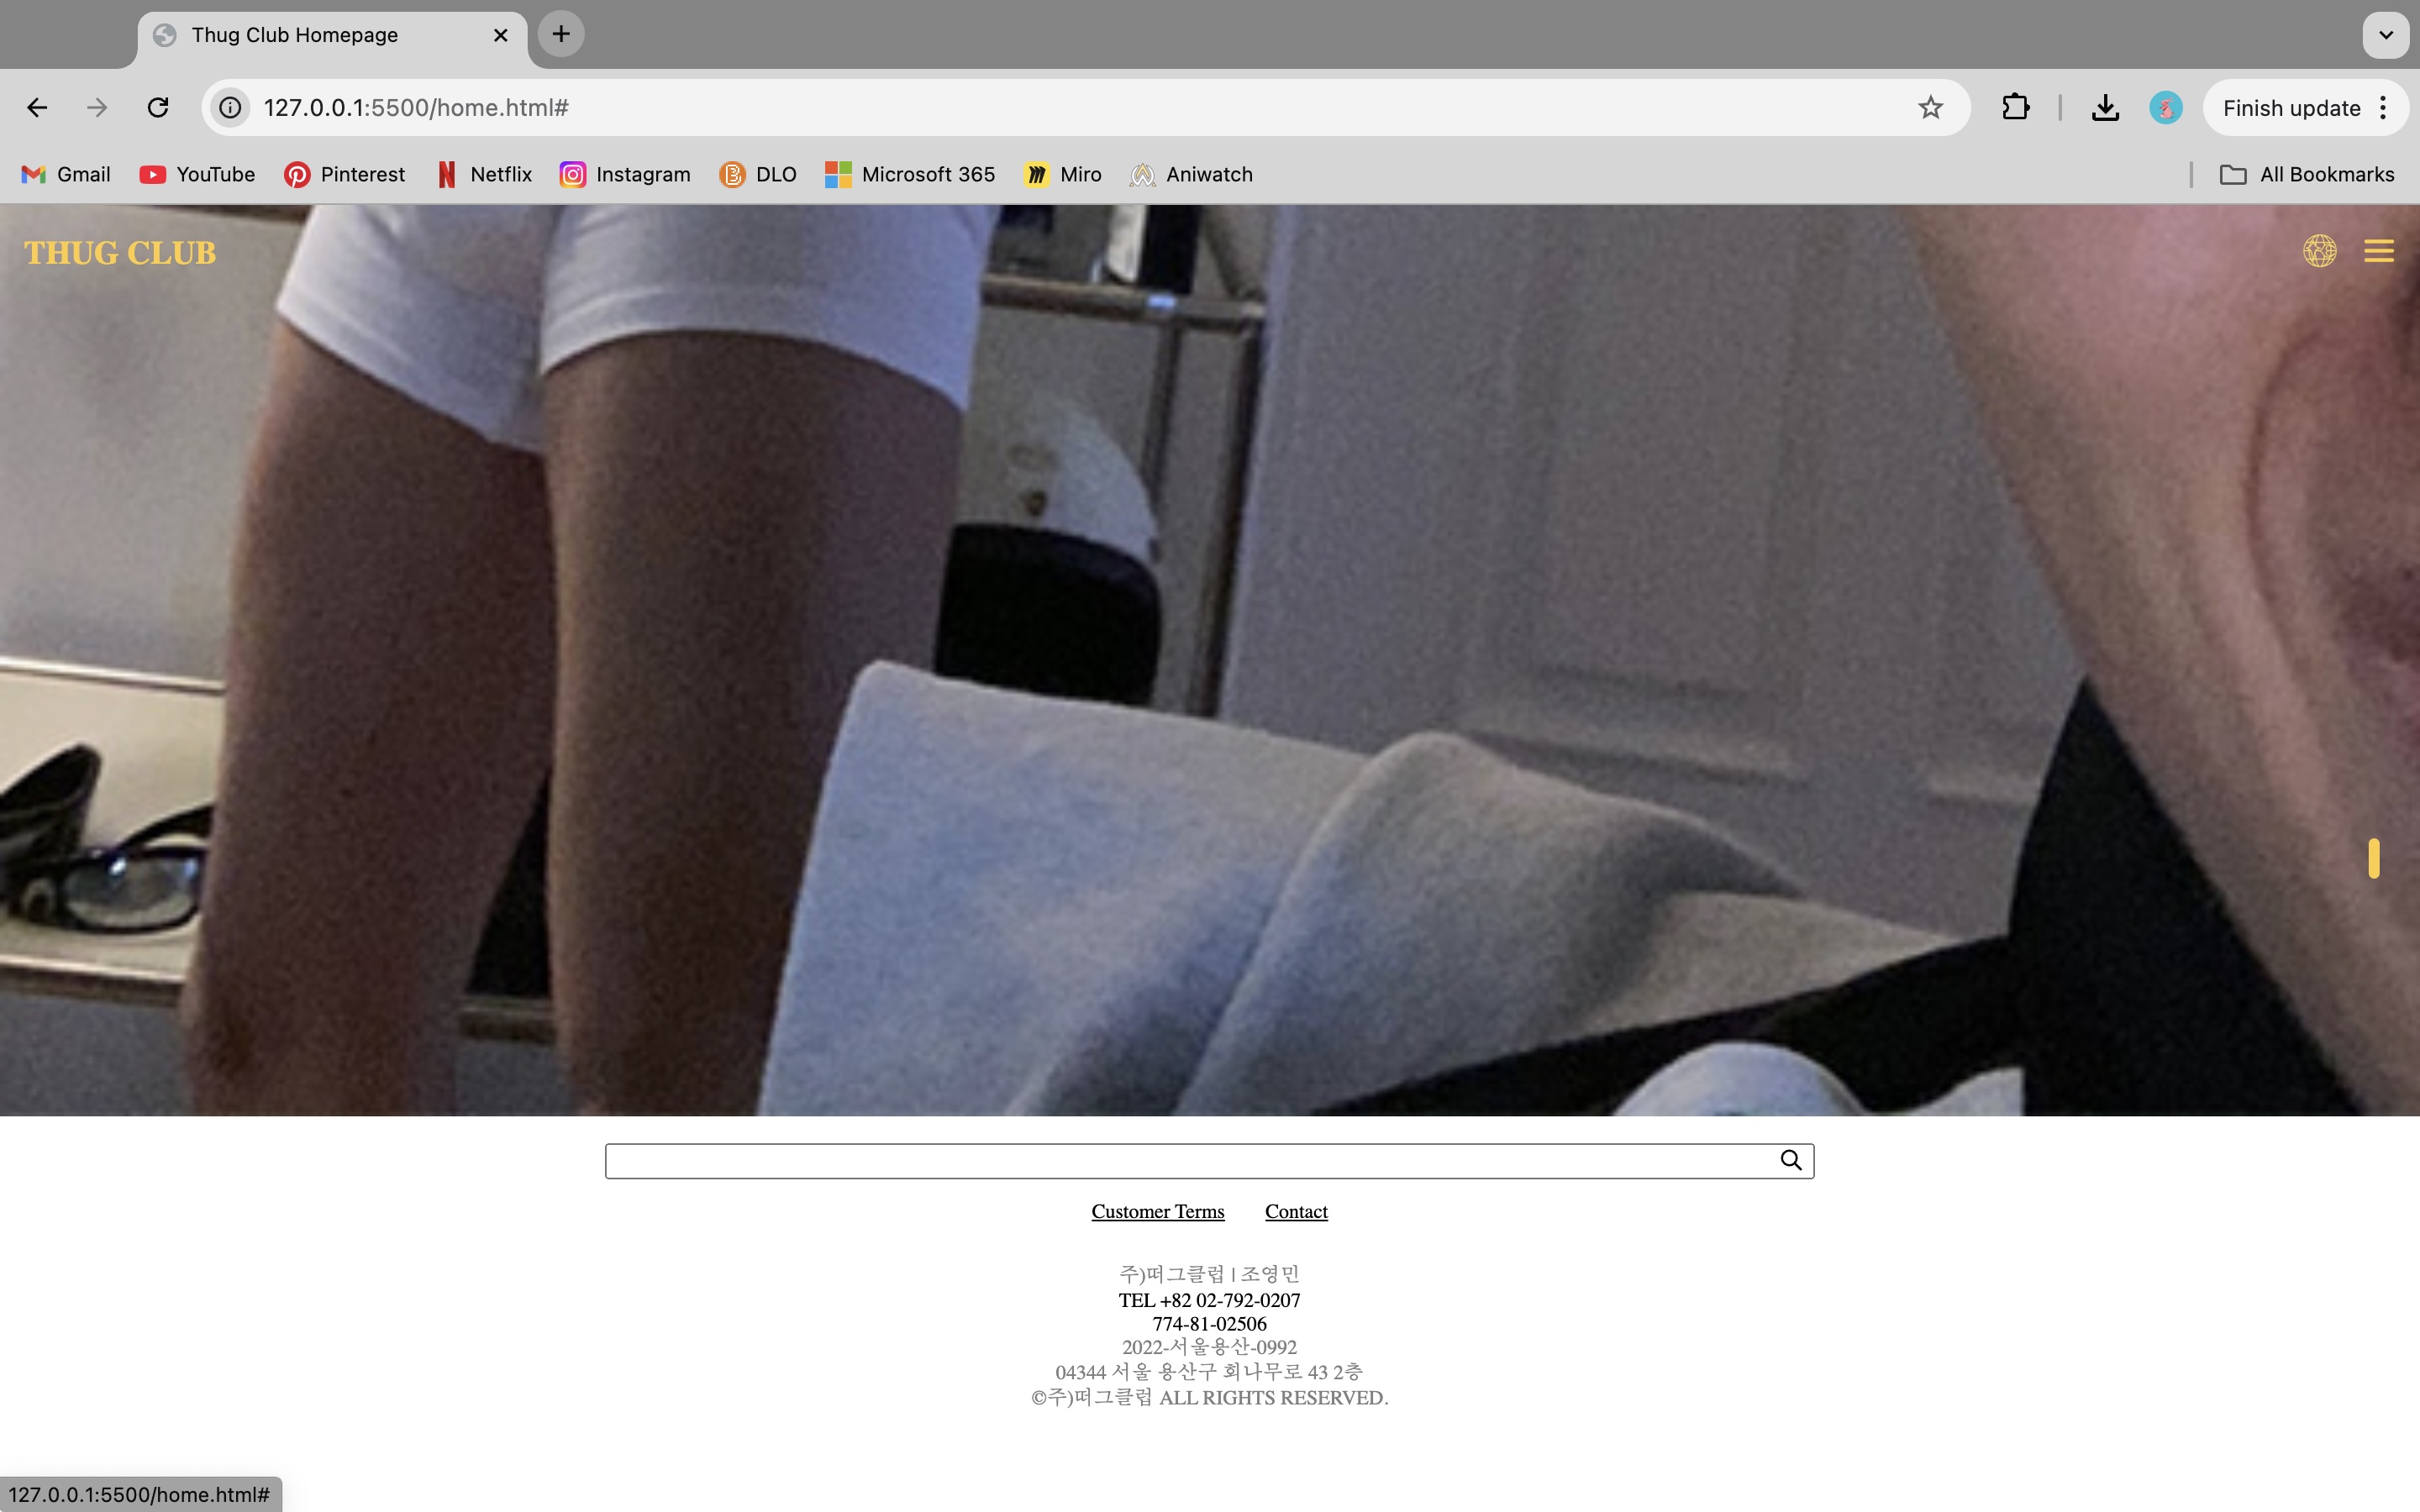 Thug Club Homepage
127.0.0.1:5500/home.html#
Finish update
Gmail YouTube Pinterest Netflix Instagram DLO Microsoft 365 Miro Aniwatch All Bookmarks
THUG CLUB
Customer Terms Contact
주)떠그클럽 | 조영민
TEL +82 02-792-0207
774-81-02506
2022-서울용산-0992
04344 서울 용산구 회나무로 43 2층
©주)떠그클럽 ALL RIGHTS RESERVED.
127.0.0.1:5500/home.html#